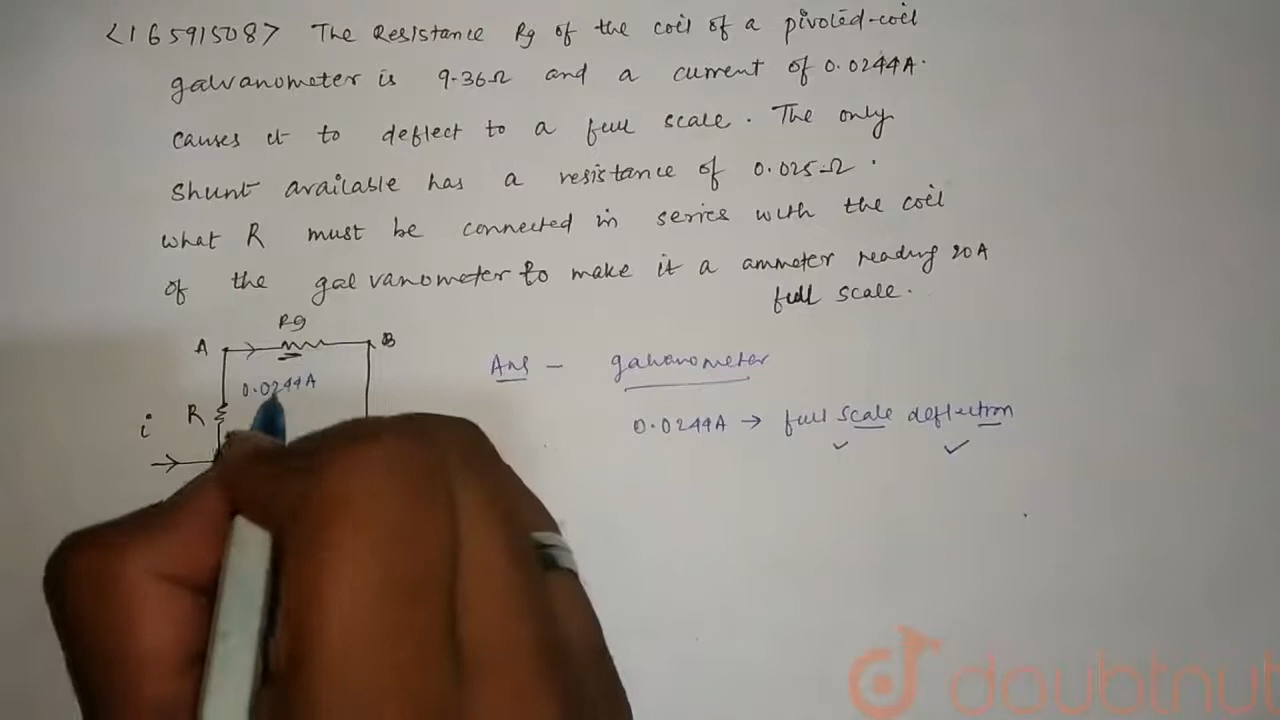 <16591508> The Resistance Rg of the coil of a pivoted-coil
galvanometer is 9.36Ω and a current of 0.0244A.
causes it to deflect to a full scale. The only
shunt available has a resistance of 0.025Ω.
what R must be connected in series with the coil
of the galvanometer to make it a ammeter reading 20A
full scale.
Rg
A B
0.0244A
R
i
Ans - galvanometer
0.0244A → full scale deflection
doubtnut